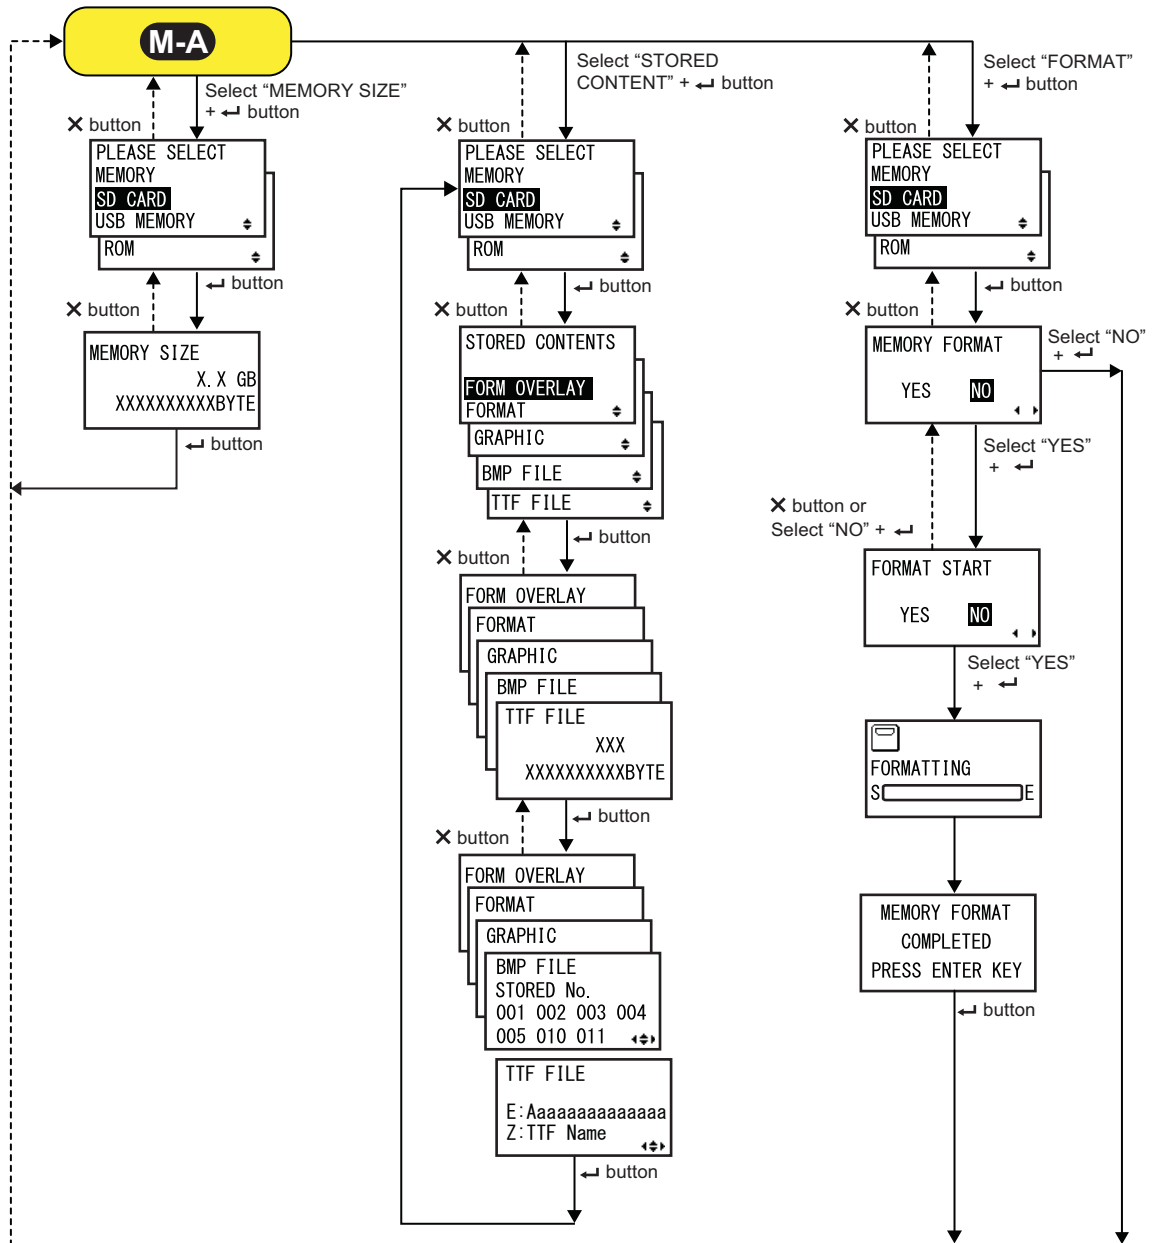 M-A
Select “MEMORY SIZE”
+ ↵ button
✕ button
PLEASE SELECT
MEMORY
SD CARD
USB MEMORY
ROM
↵ button
✕ button
MEMORY SIZE
X.X GB
XXXXXXXXXXBYTE
↵ button
Select “STORED
CONTENT” + ↵ button
✕ button
PLEASE SELECT
MEMORY
SD CARD
USB MEMORY
ROM
↵ button
✕ button
STORED CONTENTS
FORM OVERLAY
FORMAT
GRAPHIC
BMP FILE
TTF FILE
↵ button
✕ button
FORM OVERLAY
FORMAT
GRAPHIC
BMP FILE
TTF FILE
XXX
XXXXXXXXXXBYTE
↵ button
✕ button
FORM OVERLAY
FORMAT
GRAPHIC
BMP FILE
STORED No.
001 002 003 004
005 010 011
TTF FILE
E:Aaaaaaaaaaaaaa
Z:TTF Name
↵ button
Select “FORMAT”
+ ↵ button
✕ button
PLEASE SELECT
MEMORY
SD CARD
USB MEMORY
ROM
↵ button
✕ button
MEMORY FORMAT
YES NO
Select “NO”
+ ↵
Select “YES”
+ ↵
✕ button or
Select “NO” + ↵
FORMAT START
YES NO
Select “YES”
+ ↵
FORMATTING
S E
MEMORY FORMAT
COMPLETED
PRESS ENTER KEY
↵ button